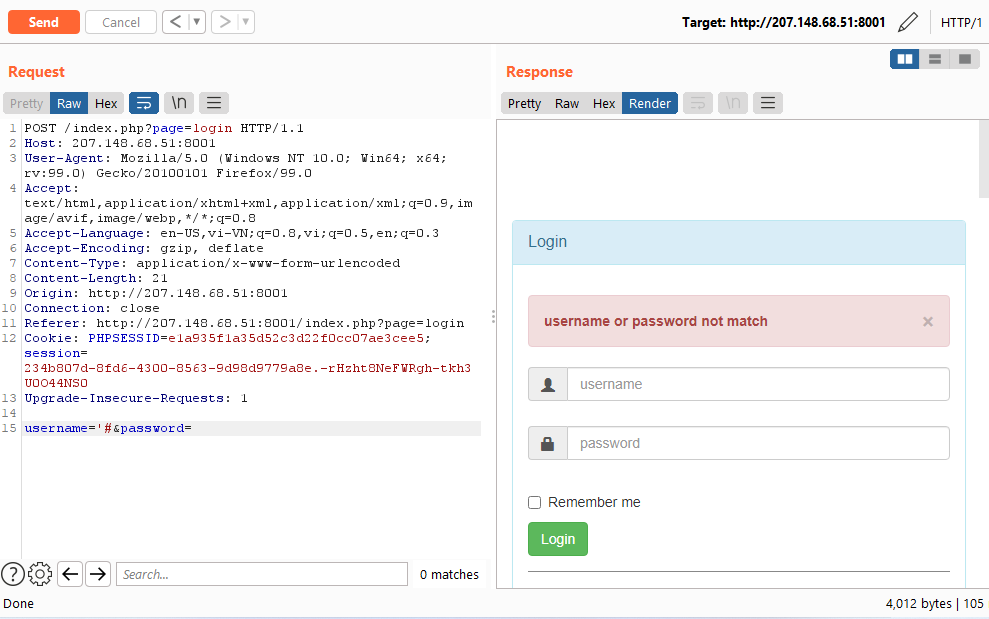 Send Cancel < ▾ > ▾ Target: http://207.148.68.51:8001 HTTP/1
Request
Pretty Raw Hex \n
1 POST /index.php?page=login HTTP/1.1
2 Host: 207.148.68.51:8001
3 User-Agent: Mozilla/5.0 (Windows NT 10.0; Win64; x64;
rv:99.0) Gecko/20100101 Firefox/99.0
4 Accept:
text/html,application/xhtml+xml,application/xml;q=0.9,im
age/avif,image/webp,*/*;q=0.8
5 Accept-Language: en-US,vi-VN;q=0.8,vi;q=0.5,en;q=0.3
6 Accept-Encoding: gzip, deflate
7 Content-Type: application/x-www-form-urlencoded
8 Content-Length: 21
9 Origin: http://207.148.68.51:8001
10 Connection: close
11 Referer: http://207.148.68.51:8001/index.php?page=login
12 Cookie: PHPSESSID=e1a935f1a35d52c3d22f0cc07ae3cee5;
session=
234b807d-8fd6-4300-8563-9d98d9779a8e.-rHzht8NeFWRgh-tkh3
U0O44NS0
13 Upgrade-Insecure-Requests: 1
14
15 username='#&password=
? Search... 0 matches
Response
Pretty Raw Hex Render \n
Login
username or password not match ×
username
password
Remember me
Login
Done 4,012 bytes | 105